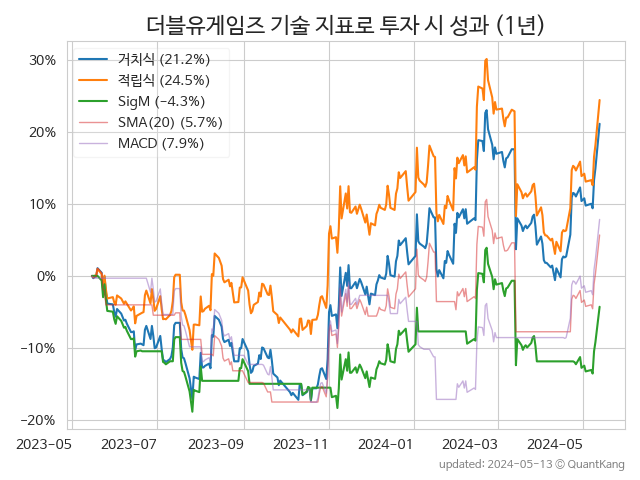 더블유게임즈 기술 지표로 투자 시 성과 (1년)
거치식 (21.2%)
적립식 (24.5%)
SigM (−4.3%)
SMA(20) (5.7%)
MACD (7.9%)
30%
20%
10%
0%
−10%
−20%
2023-05 2023-07 2023-09 2023-11 2024-01 2024-03 2024-05
updated: 2024-05-13 ⓒ QuantKang